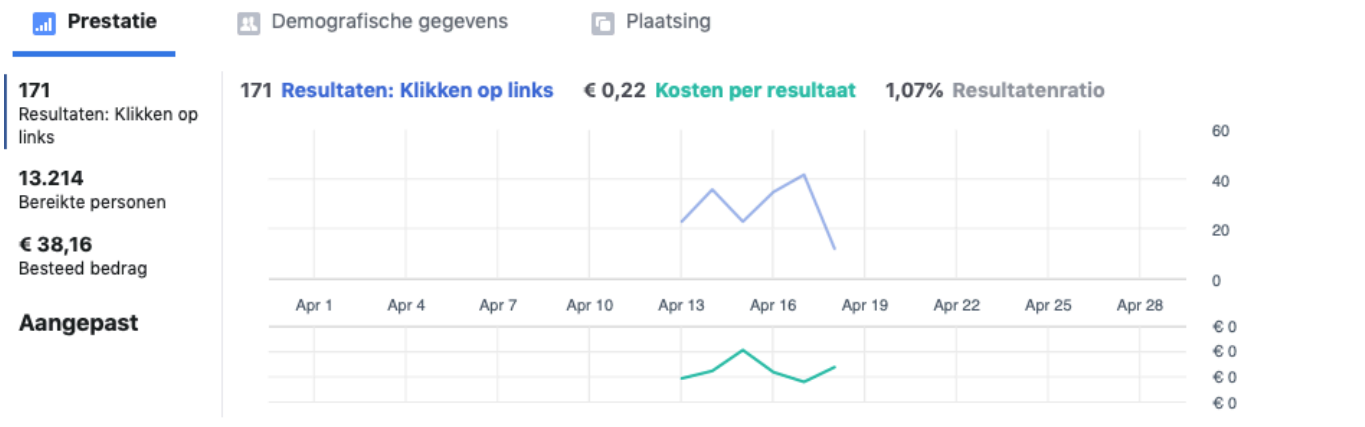 Prestatie
Demografische gegevens
Plaatsing
171
Resultaten: Klikken op
links
13.214
Bereikte personen
€ 38,16
Besteed bedrag
Aangepast
171 Resultaten: Klikken op links
€ 0,22 Kosten per resultaat
1,07% Resultatenratio
60
40
20
0
Apr 1
Apr 4
Apr 7
Apr 10
Apr 13
Apr 16
Apr 19
Apr 22
Apr 25
Apr 28
€ 0
€ 0
€ 0
€ 0